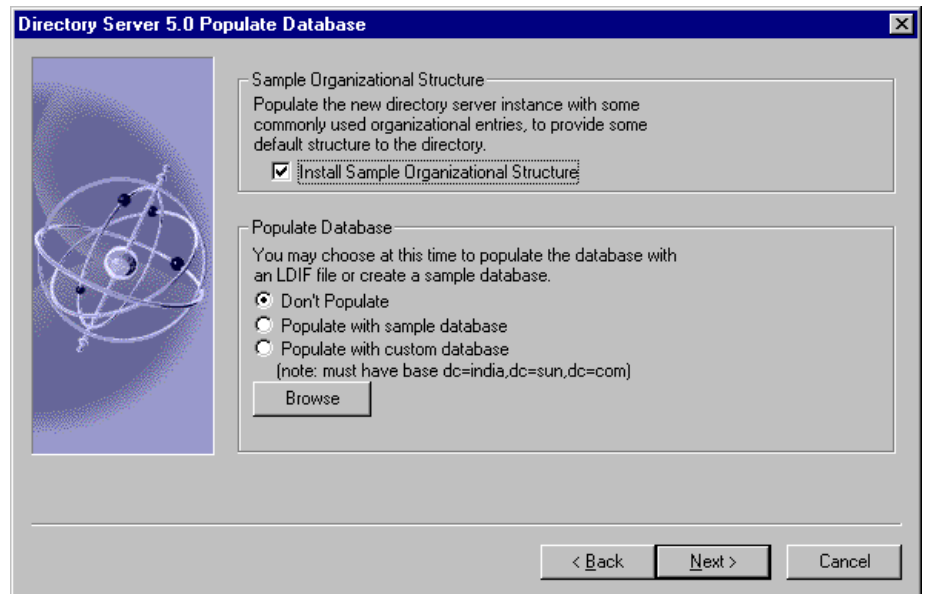 Directory Server 5.0 Populate Database
Sample Organizational Structure
Populate the new directory server instance with some
commonly used organizational entries, to provide some
default structure to the directory.
Install Sample Organizational Structure
Populate Database
You may choose at this time to populate the database with
an LDIF file or create a sample database.
Don't Populate
Populate with sample database
Populate with custom database
(note: must have base dc=india,dc=sun,dc=com)
Browse
< Back
Next >
Cancel